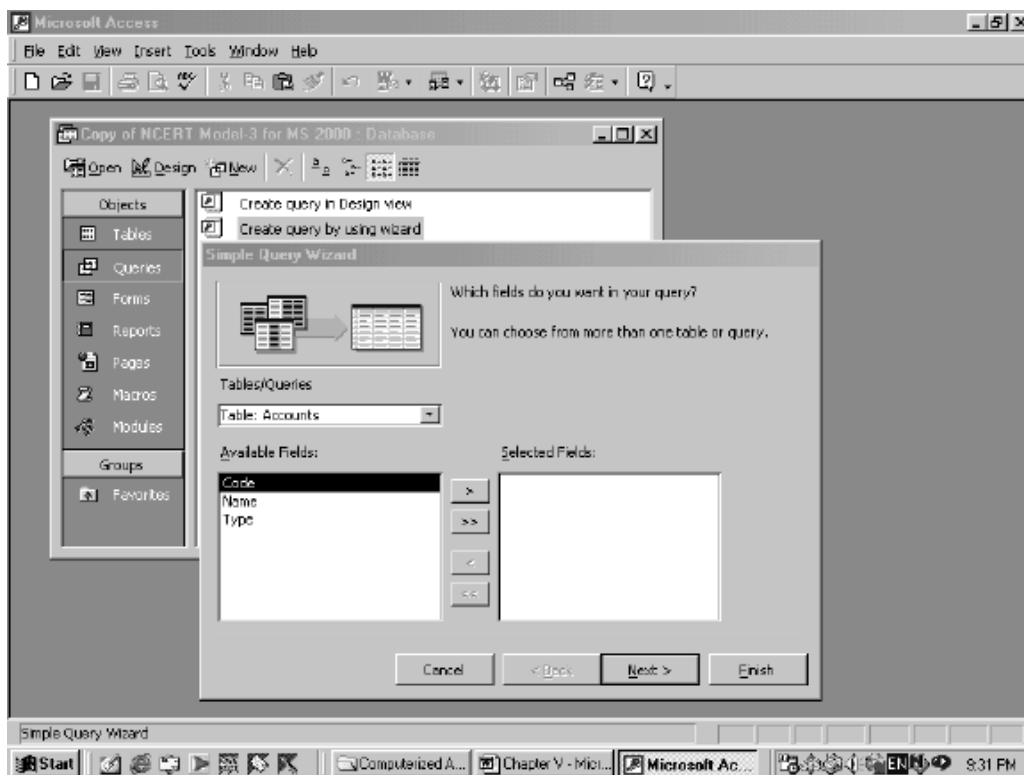 Microsoft Access
File Edit View Insert Tools Window Help
Copy of NCERT Model-3 for MS 2000 : Database
Open Design New
Objects
Tables
Queries
Forms
Reports
Pages
Macros
Modules
Groups
Favorites
Create query in Design view
Create query by using wizard
Simple Query Wizard
Which fields do you want in your query?
You can choose from more than one table or query.
Tables/Queries
Table: Accounts
Available Fields:
Code
Name
Type
>
>>
<
<<
Selected Fields:
Cancel < Back Next > Finish
Simple Query Wizard
Start Computerized A... Chapter V - Micr... Microsoft Ac... EN 9:31 PM